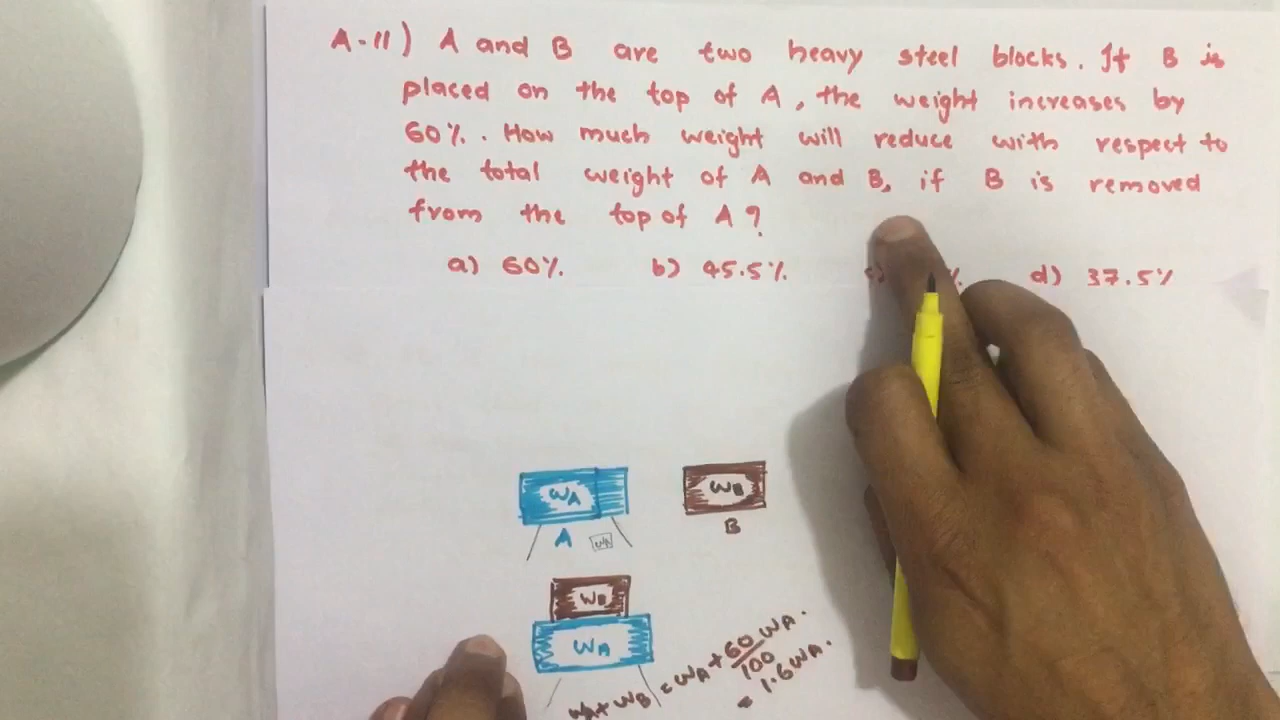 A-11) A and B are two heavy steel blocks. If B is
placed on the top of A, the weight increases by
60%. How much weight will reduce with respect to
the total weight of A and B, if B is removed
from the top of A?
a) 60%. b) 45.5%. c) %. d) 37.5%
WA WB
A WA B
WB
WA
WA + WB = WA + 60/100 WA.
= 1.6WA.